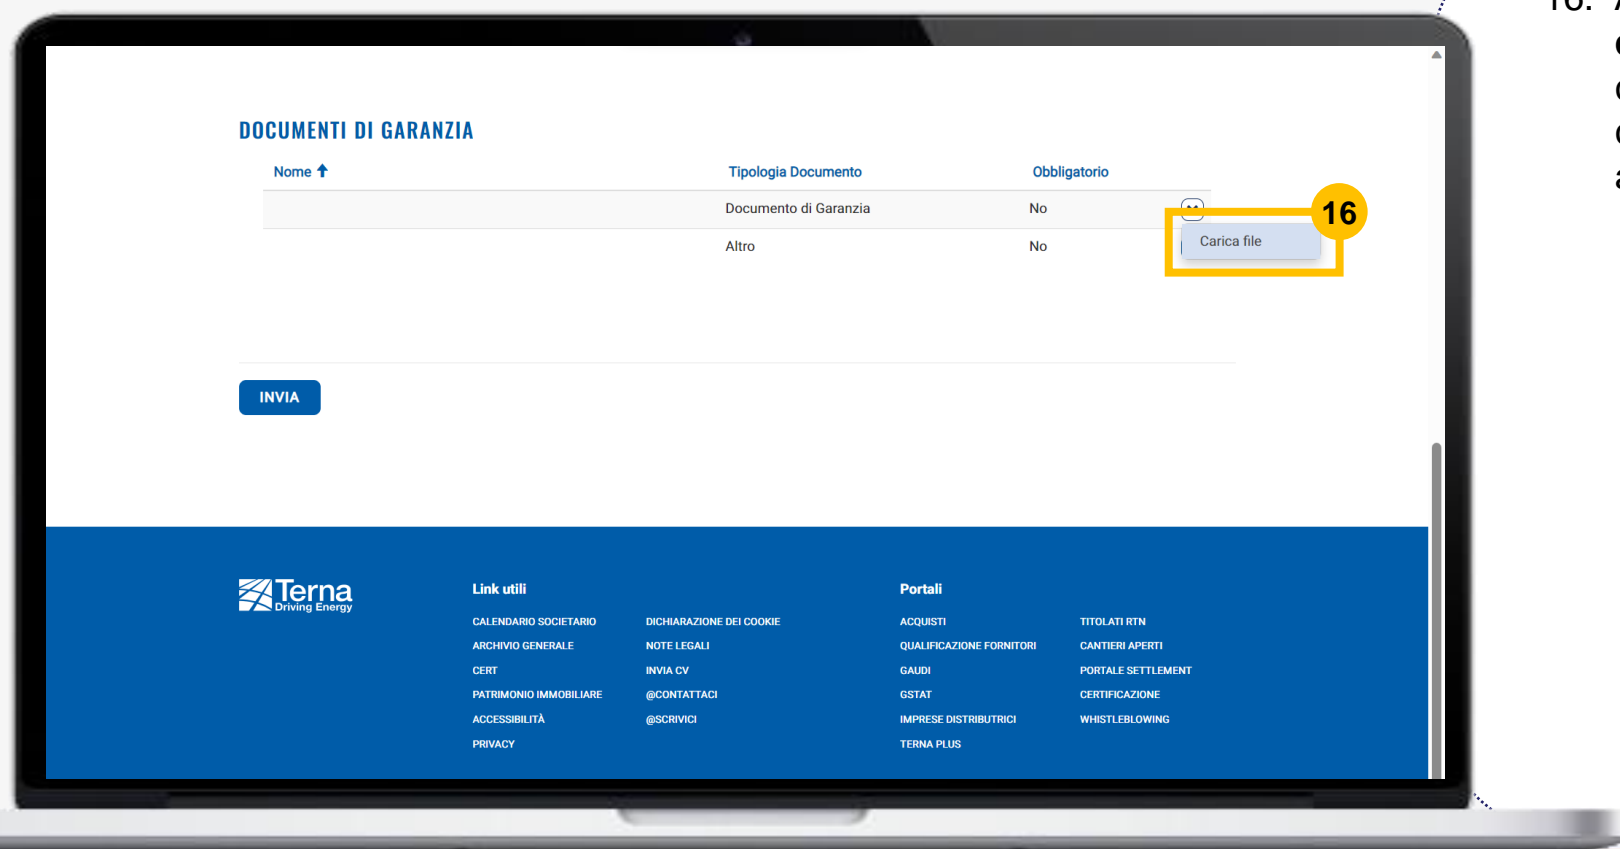 DOCUMENTI DI GARANZIA
Nome Tipologia Documento Obbligatorio
Documento di Garanzia No
16
Carica file
Altro No
INVIA
Terna
Driving Energy
Link utili
CALENDARIO SOCIETARIO
ARCHIVIO GENERALE
CERT
PATRIMONIO IMMOBILIARE
ACCESSIBILITÀ
PRIVACY
DICHIARAZIONE DEI COOKIE
NOTE LEGALI
INVIA CV
@CONTATTACI
@SCRIVICI
Portali
ACQUISTI
QUALIFICAZIONE FORNITORI
GAUDI
GSTAT
IMPRESE DISTRIBUTRICI
TERNA PLUS
TITOLATI RTN
CANTIERI APERTI
PORTALE SETTLEMENT
CERTIFICAZIONE
WHISTLEBLOWING
16.